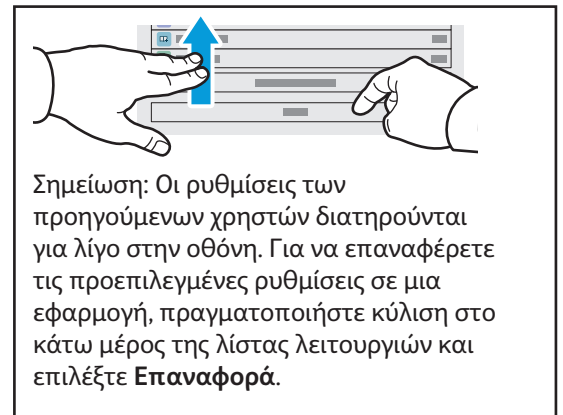 Σημείωση: Οι ρυθμίσεις των
προηγούμενων χρηστών διατηρούνται
για λίγο στην οθόνη. Για να επαναφέρετε
τις προεπιλεγμένες ρυθμίσεις σε μια
εφαρμογή, πραγματοποιήστε κύλιση στο
κάτω μέρος της λίστας λειτουργιών και
επιλέξτε Επαναφορά.